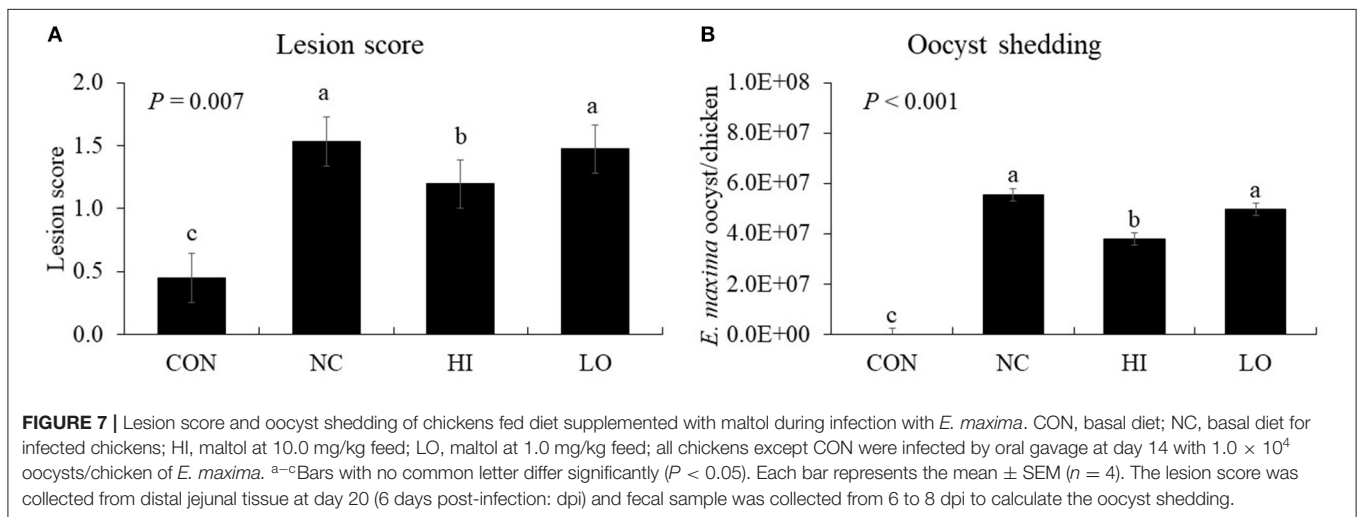 A
Lesion score
2.0
1.5
1.0
0.5
0.0
Lesion score
P = 0.007
c
a
b
a
CON NC HI LO
B
Oocyst shedding
1.0E+08
8.0E+07
6.0E+07
4.0E+07
2.0E+07
0.0E+00
E. maxima oocyst/chicken
P < 0.001
c
a
b
a
CON NC HI LO
FIGURE 7 | Lesion score and oocyst shedding of chickens fed diet supplemented with maltol during infection with E. maxima. CON, basal diet; NC, basal diet for
infected chickens; HI, maltol at 10.0 mg/kg feed; LO, maltol at 1.0 mg/kg feed; all chickens except CON were infected by oral gavage at day 14 with 1.0 × 10⁴
oocysts/chicken of E. maxima. ᵃ⁻ᶜBars with no common letter differ significantly (P < 0.05). Each bar represents the mean ± SEM (n = 4). The lesion score was
collected from distal jejunal tissue at day 20 (6 days post-infection: dpi) and fecal sample was collected from 6 to 8 dpi to calculate the oocyst shedding.